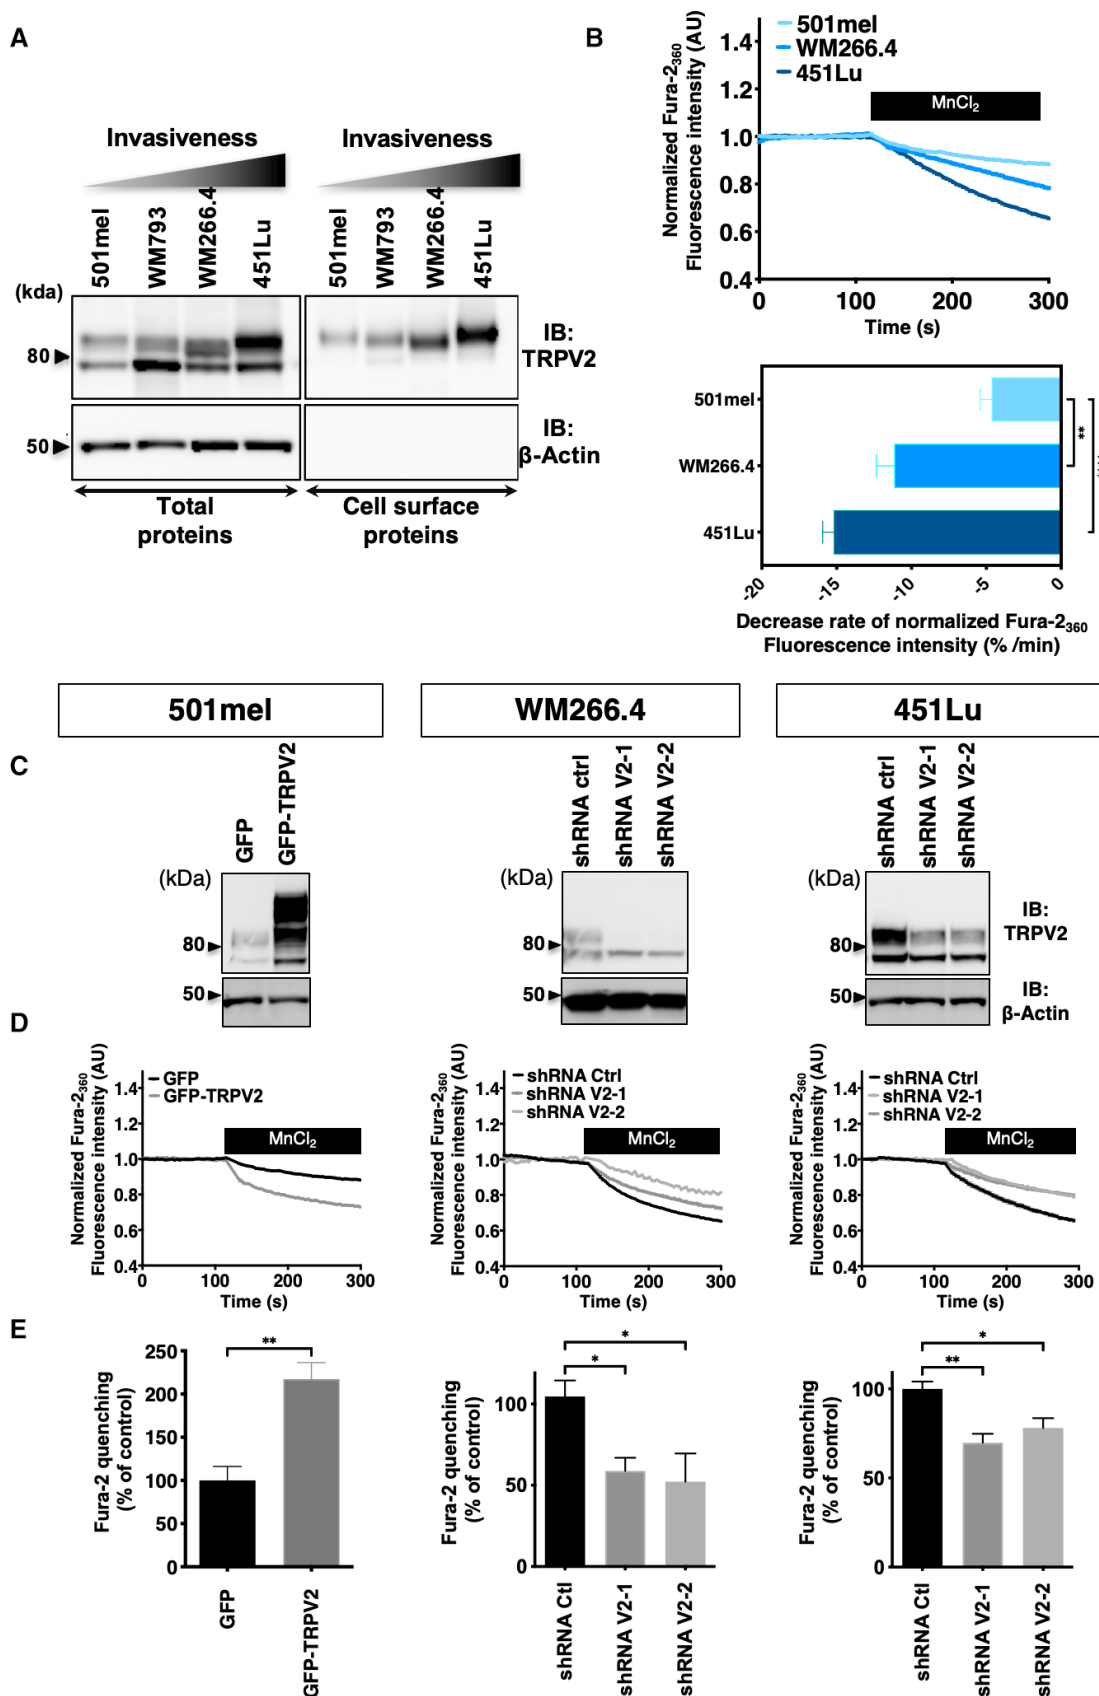 A
Invasiveness
Invasiveness
501mel
WM793
WM266.4
451Lu
501mel
WM793
WM266.4
451Lu
(kda)
80
50
IB:
TRPV2
IB:
β-Actin
Total
proteins
Cell surface
proteins
B
Normalized Fura-2360
Fluorescence intensity (AU)
501mel
WM266.4
451Lu
MnCl2
1.4
1.2
1.0
0.8
0.6
0.4
0
100
200
300
Time (s)
501mel
WM266.4
451Lu
**
-20
-15
-10
-5
0
Decrease rate of normalized Fura-2360
Fluorescence intensity (% /min)
501mel
WM266.4
451Lu
C
GFP
GFP-TRPV2
(kDa)
80
50
shRNA ctrl
shRNA V2-1
shRNA V2-2
(kDa)
80
50
shRNA ctrl
shRNA V2-1
shRNA V2-2
(kDa)
80
50
IB:
TRPV2
IB:
β-Actin
D
Normalized Fura-2360
Fluorescence intensity (AU)
GFP
GFP-TRPV2
MnCl2
1.4
1.2
1.0
0.8
0.6
0.4
0
100
200
300
Time (s)
Normalized Fura-2360
Fluorescence intensity (AU)
shRNA Ctrl
shRNA V2-1
shRNA V2-2
MnCl2
1.4
1.2
1.0
0.8
0.6
0.4
0
100
200
300
Time (s)
Normalized Fura-2360
Fluorescence intensity (AU)
shRNA Ctrl
shRNA V2-1
shRNA V2-2
MnCl2
1.4
1.2
1.0
0.8
0.6
0.4
0
100
200
300
Time (s)
E
Fura-2 quenching
(% of control)
250
200
150
100
50
0
**
GFP
GFP-TRPV2
Fura-2 quenching
(% of control)
100
50
0
*
*
shRNA Ctl
shRNA V2-1
shRNA V2-2
Fura-2 quenching
(% of control)
100
50
0
*
**
shRNA Ctl
shRNA V2-1
shRNA V2-2